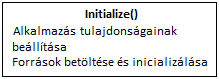 Initialize()
Alkalmazás tulajdonságainak
beállítása
Források betöltése és inicializálása